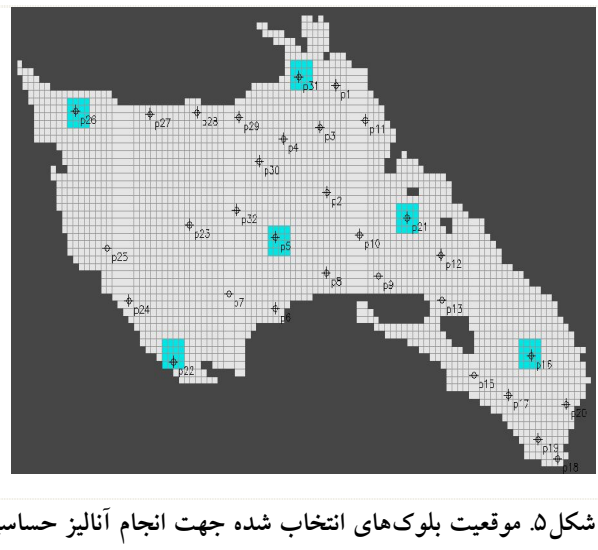 p31
p1
p26
p27
p28
p29
p3
p11
p4
p30
p2
p32
p21
p23
p5
p10
p25
p12
p8
p9
p7
p24
p6
p13
p22
p16
p15
p17
p20
p19
p18
شکل۵. موقعیت بلوک‌های انتخاب شده جهت انجام آنالیز